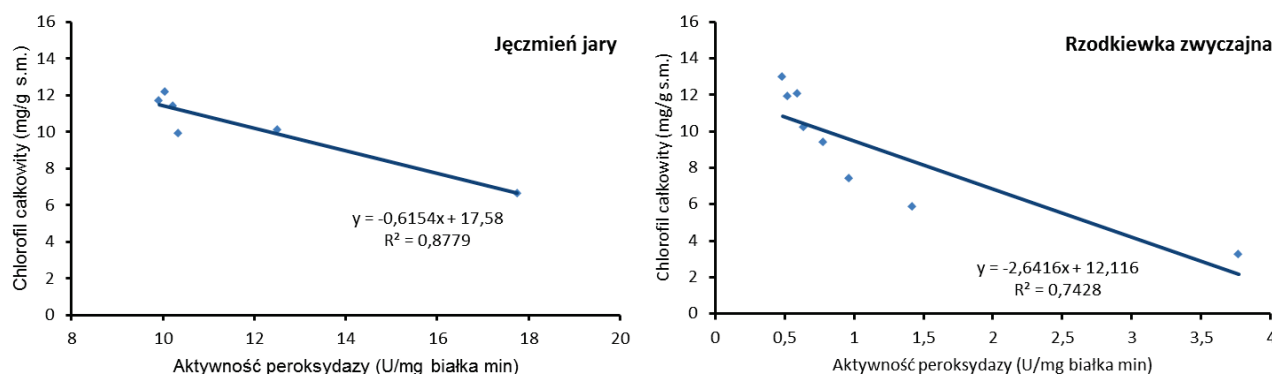 Jęczmień jary
Chlorofil całkowity (mg/g s.m.)
16
14
12
10
8
6
4
2
0
y = -0,6154x + 17,58
R² = 0,8779
8 10 12 14 16 18 20
Aktywność peroksydazy (U/mg białka min)
Rzodkiewka zwyczajna
Chlorofil całkowity (mg/g s.m.)
16
14
12
10
8
6
4
2
0
y = -2,6416x + 12,116
R² = 0,7428
0 0,5 1 1,5 2 2,5 3 3,5 4
Aktywność peroksydazy (U/mg białka min)